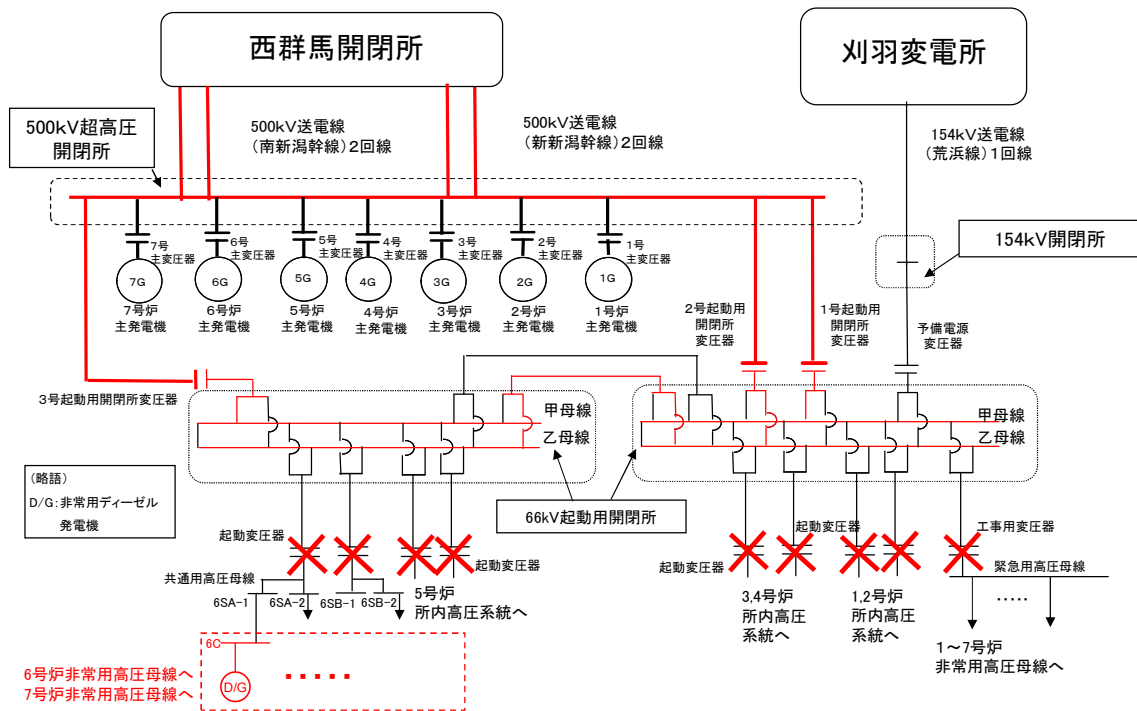 西群馬開閉所
刈羽変電所
500kV超高圧
開閉所
500kV送電線
(南新潟幹線)2回線
500kV送電線
(新新潟幹線)2回線
154kV送電線
(荒浜線)1回線
154kV開閉所
7号
主変圧器
6号
主変圧器
5号
主変圧器
4号
主変圧器
3号
主変圧器
2号
主変圧器
1号
主変圧器
7G
6G
5G
4G
3G
2G
1G
7号炉
主発電機
6号炉
主発電機
5号炉
主発電機
4号炉
主発電機
3号炉
主発電機
2号炉
主発電機
1号炉
主発電機
2号起動用
開閉所
変圧器
1号起動用
開閉所
変圧器
予備電源
変圧器
3号起動用開閉所変圧器
甲母線
乙母線
甲母線
乙母線
(略語)
D/G:非常用ディーゼル
発電機
66kV起動用開閉所
起動変圧器
起動変圧器
起動変圧器
起動変圧器
工事用変圧器
共通用高圧母線
6SA-1
6SA-2
6SB-1
6SB-2
5号炉
所内高圧
系統へ
3,4号炉
所内高圧
系統へ
1,2号炉
所内高圧
系統へ
緊急用高圧母線
・・・・・
1~7号炉
非常用高圧母線へ
6C
D/G
・・・・・
6号炉非常用高圧母線へ
7号炉非常用高圧母線へ